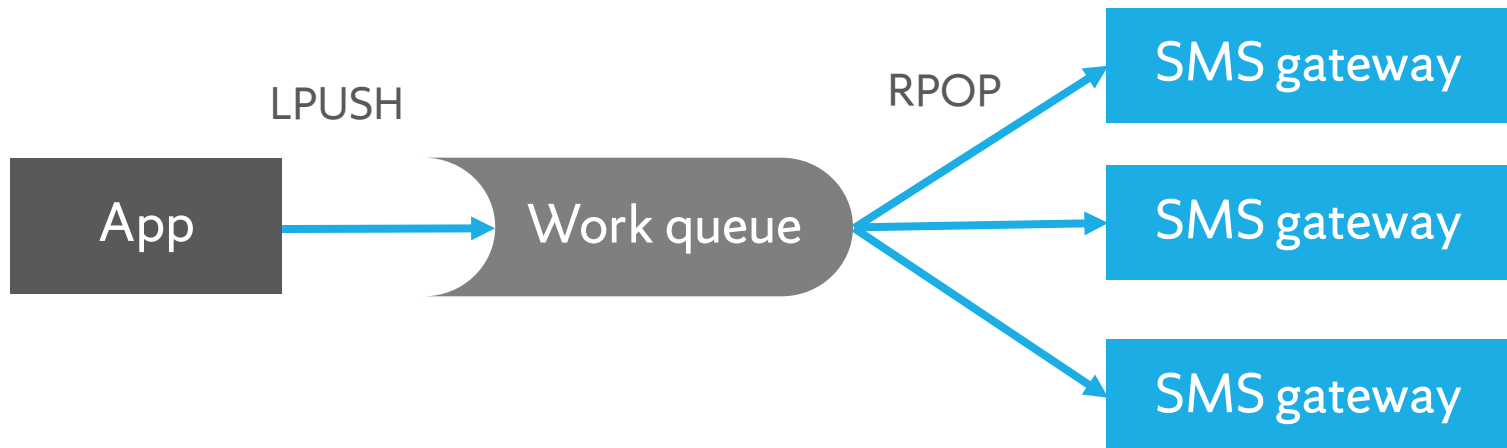 LPUSH
RPOP
App
Work queue
SMS gateway
SMS gateway
SMS gateway